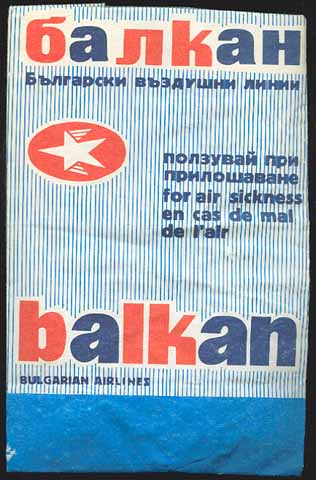 балкан
Български въздушни линии
ползувай при
прилошаване
for air sickness
en cas de mal
de l'air
balkan
BULGARIAN AIRLINES